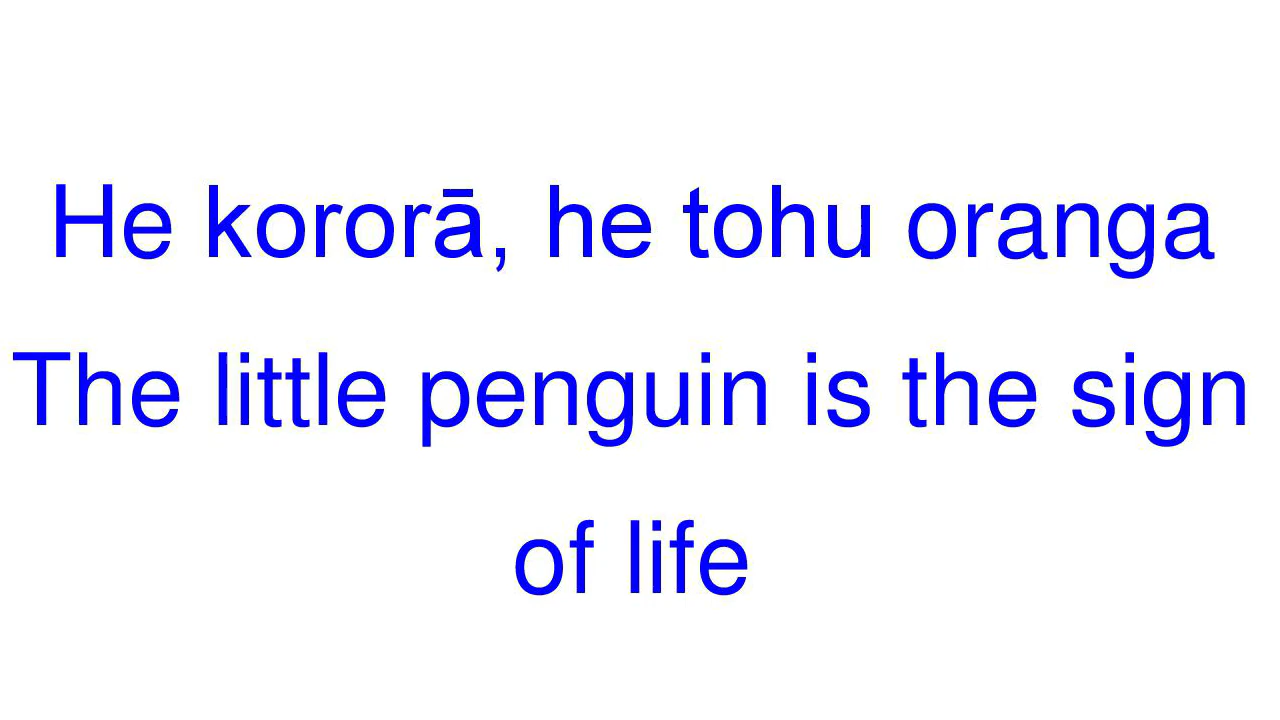 He kororā, he tohu oranga
The little penguin is the sign
of life